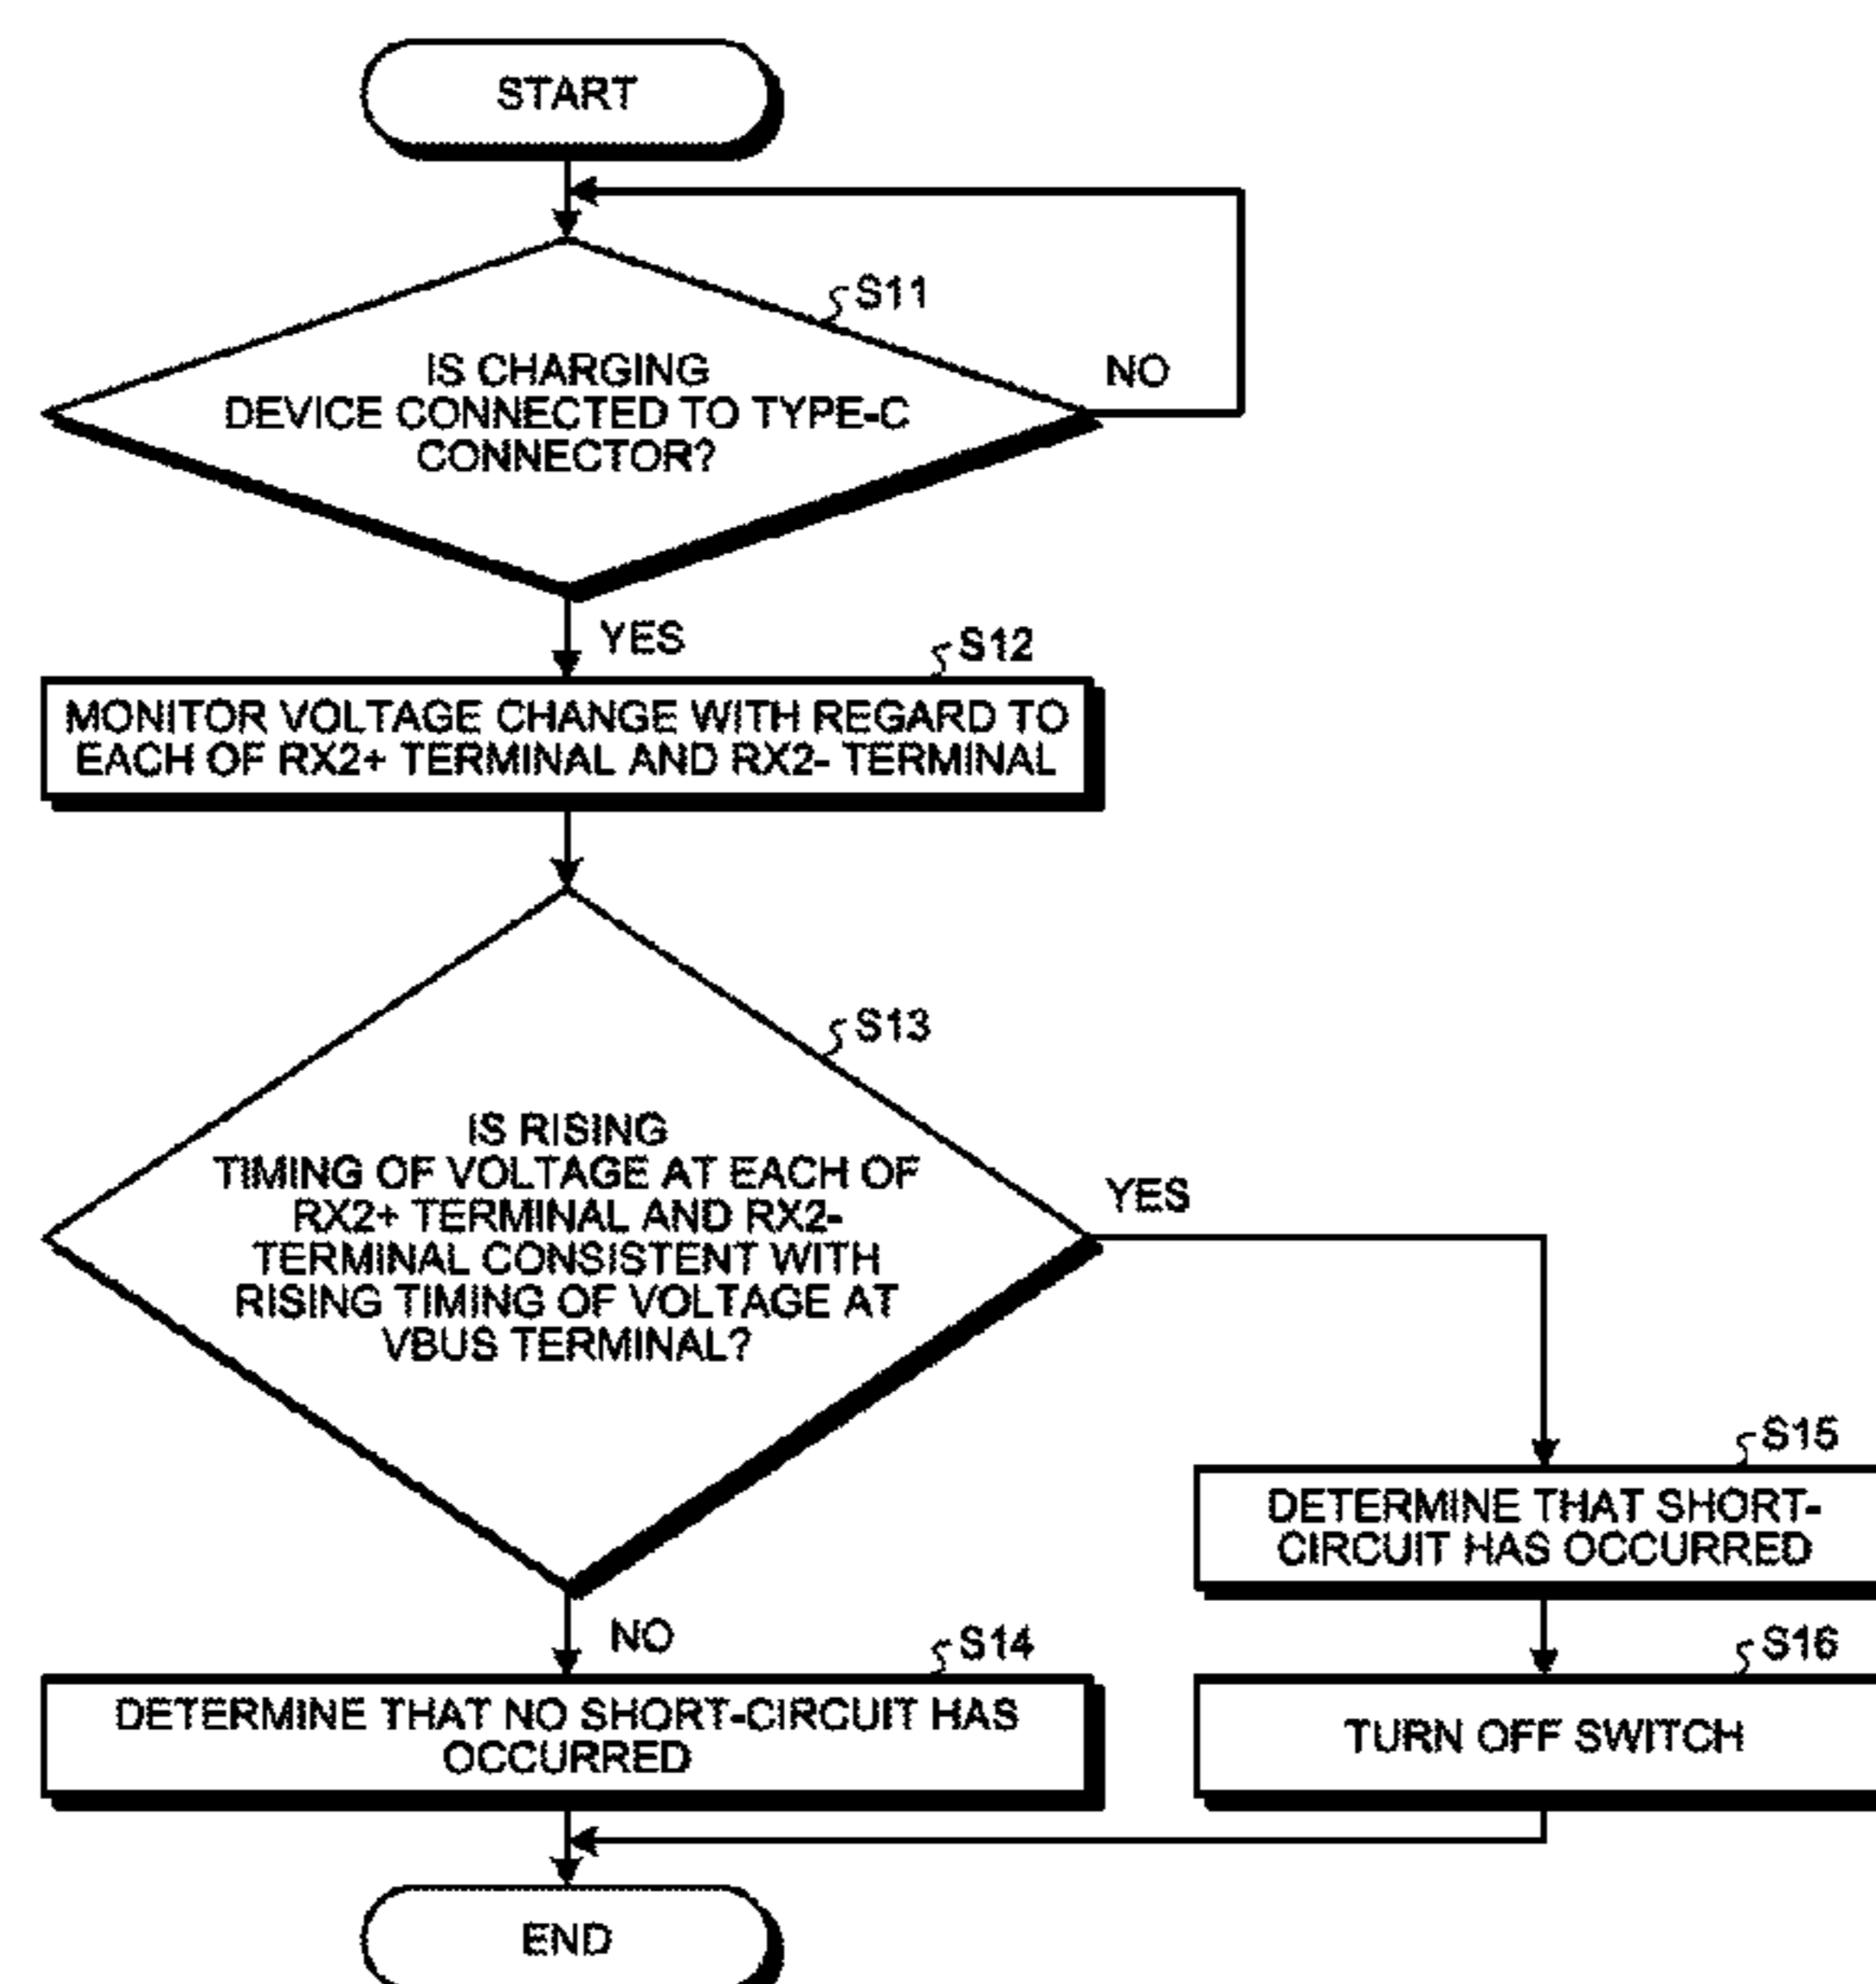 START
S11
IS CHARGING
DEVICE CONNECTED TO TYPE-C
CONNECTOR?
NO
YES
S12
MONITOR VOLTAGE CHANGE WITH REGARD TO
EACH OF RX2+ TERMINAL AND RX2- TERMINAL
S13
IS RISING
TIMING OF VOLTAGE AT EACH OF
RX2+ TERMINAL AND RX2-
TERMINAL CONSISTENT WITH
RISING TIMING OF VOLTAGE AT
VBUS TERMINAL?
YES
S15
DETERMINE THAT SHORT-
CIRCUIT HAS OCCURRED
NO
S14
DETERMINE THAT NO SHORT-CIRCUIT HAS
OCCURRED
S16
TURN OFF SWITCH
END